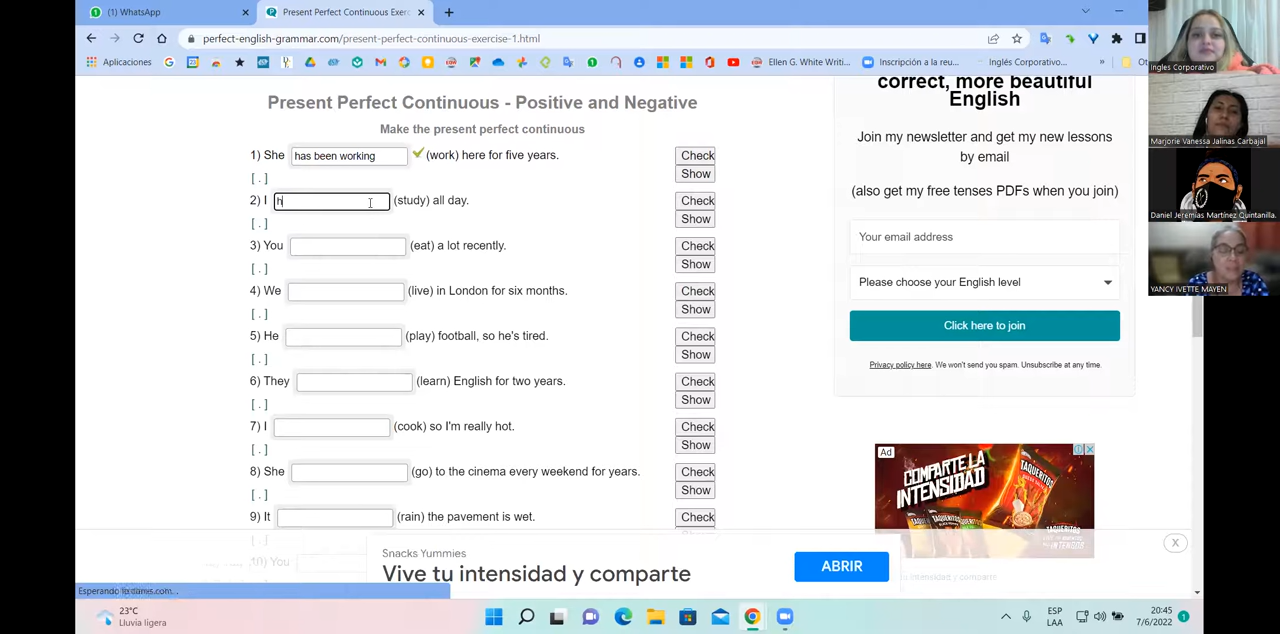 (1) WhatsApp
Present Perfect Continuous Exerc
perfect-english-grammar.com/present-perfect-continuous-exercise-1.html
Aplicaciones
Ellen G. White Writi...
Inscripción a la reu...
Inglés Corporativo...
»
Present Perfect Continuous - Positive and Negative
Make the present perfect continuous
1) She has been working (work) here for five years. Check
Show
[ . ]
2) I h (study) all day. Check
Show
[ . ]
3) You (eat) a lot recently. Check
Show
[ . ]
4) We (live) in London for six months. Check
Show
[ . ]
5) He (play) football, so he's tired. Check
Show
[ . ]
6) They (learn) English for two years. Check
Show
[ . ]
7) I (cook) so I'm really hot. Check
Show
[ . ]
8) She (go) to the cinema every weekend for years. Check
Show
[ . ]
9) It (rain) the pavement is wet. Check
10) You
correct, more beautiful
English
Join my newsletter and get my new lessons
by email
(also get my free tenses PDFs when you join)
Your email address
Please choose your English level
Click here to join
Privacy policy here. We won't send you spam. Unsubscribe at any time.
Ad
COMPARTE LA
INTENSIDAD
TAQUERITOS
Snacks Yummies
Vive tu intensidad y comparte
ABRIR
X
23°C
Lluvia ligera
ESP
LAA
20:45
7/6/2022
1
Ingles Corporativo
Marjorie Vanessa Jalinas Carbajal
Daniel Jeremías Martínez Quintanilla.
YANCY IVETTE MAYEN